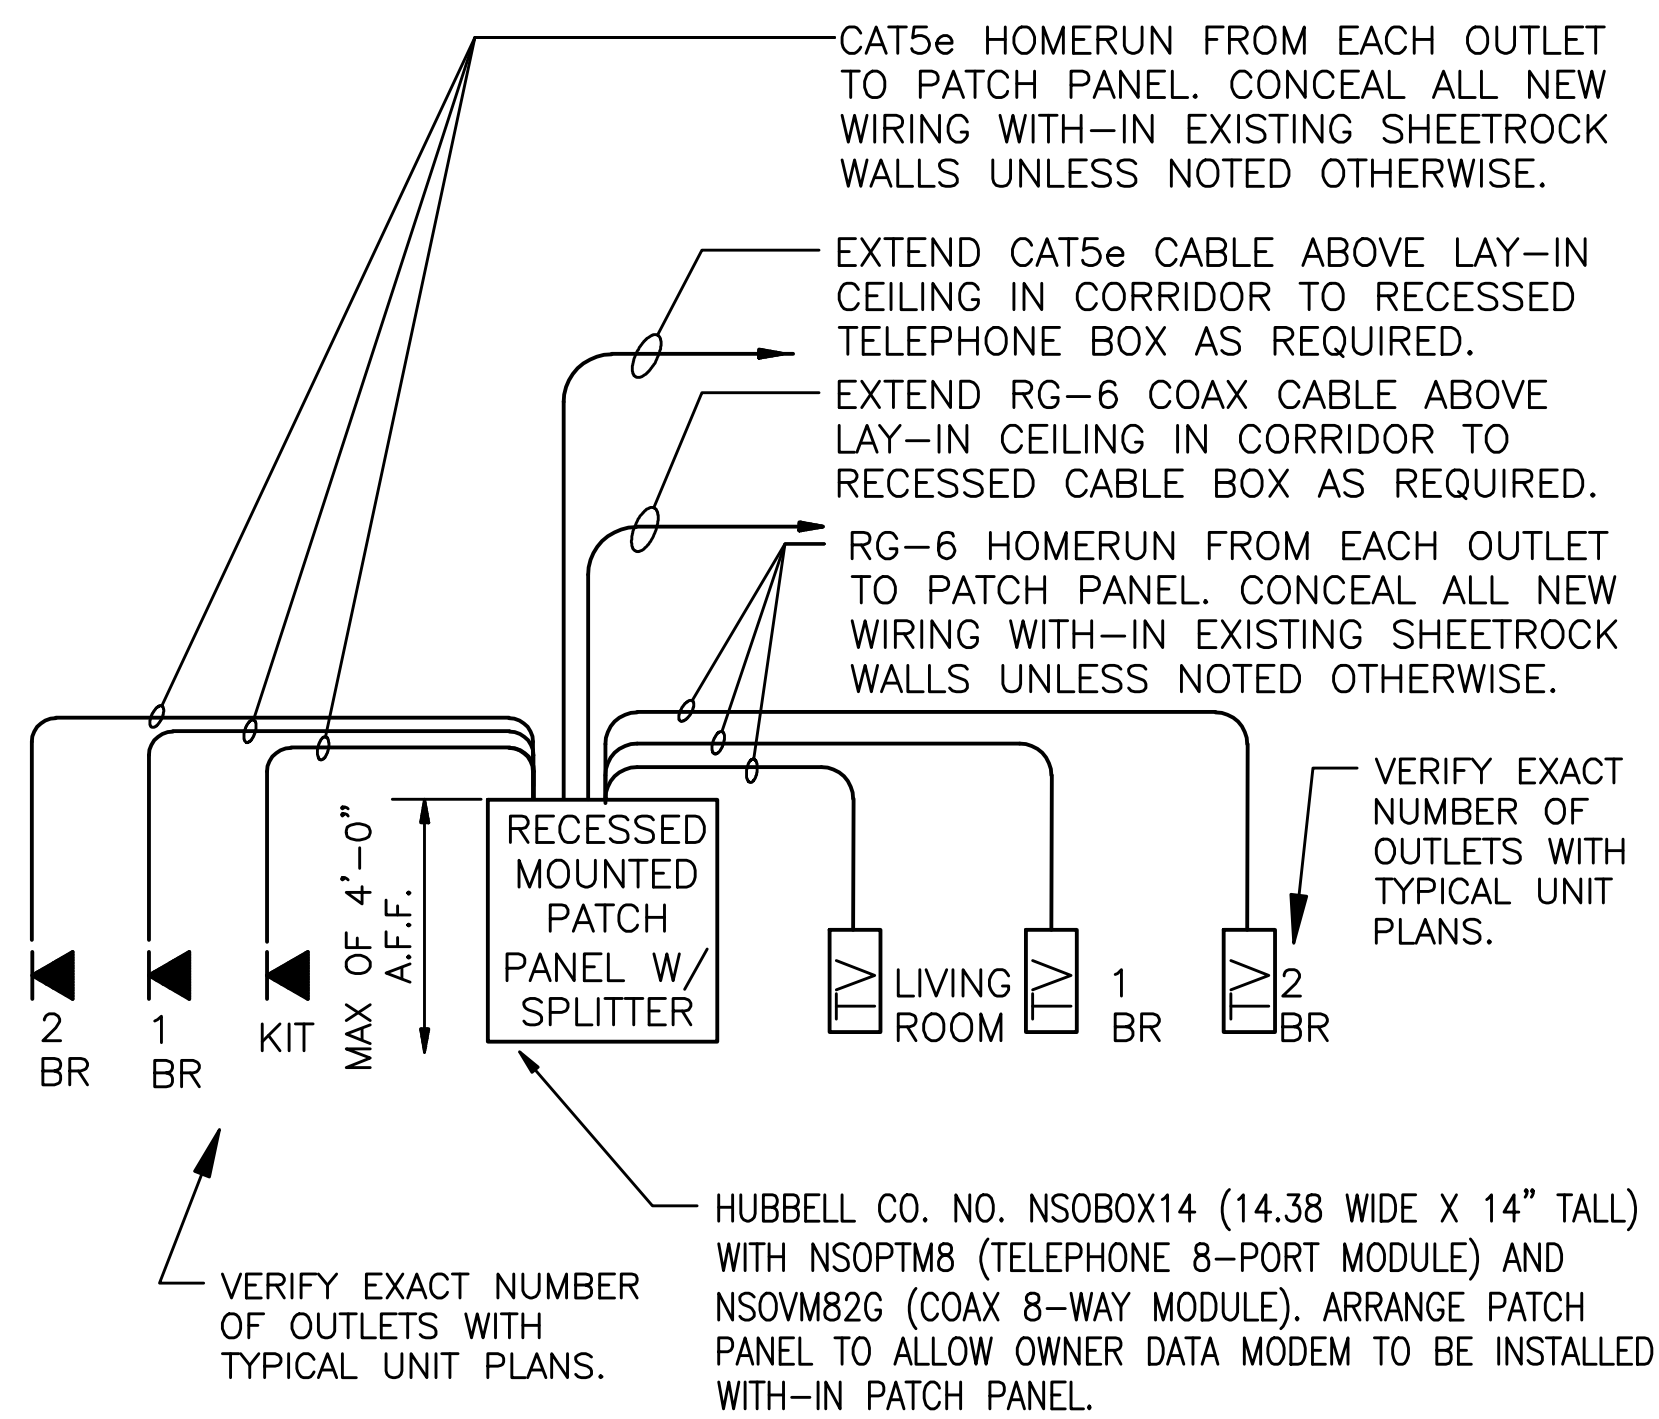 CAT5e HOMERUN FROM EACH OUTLET
TO PATCH PANEL. CONCEAL ALL NEW
WIRING WITH-IN EXISTING SHEETROCK
WALLS UNLESS NOTED OTHERWISE.
EXTEND CAT5e CABLE ABOVE LAY-IN
CEILING IN CORRIDOR TO RECESSED
TELEPHONE BOX AS REQUIRED.
EXTEND RG-6 COAX CABLE ABOVE
LAY-IN CEILING IN CORRIDOR TO
RECESSED CABLE BOX AS REQUIRED.
RG-6 HOMERUN FROM EACH OUTLET
TO PATCH PANEL. CONCEAL ALL NEW
WIRING WITH-IN EXISTING SHEETROCK
WALLS UNLESS NOTED OTHERWISE.
VERIFY EXACT
NUMBER OF
OUTLETS WITH
TYPICAL UNIT
PLANS.
MAX OF 4'-0"
A.F.F.
RECESSED
MOUNTED
PATCH
PANEL W/
SPLITTER
2
BR
1
BR
KIT
TV
LIVING
ROOM
TV
1
BR
TV
2
BR
VERIFY EXACT NUMBER
OF OUTLETS WITH
TYPICAL UNIT PLANS.
HUBBELL CO. NO. NSOBOX14 (14.38 WIDE X 14" TALL)
WITH NSOPTM8 (TELEPHONE 8-PORT MODULE) AND
NSOVM82G (COAX 8-WAY MODULE). ARRANGE PATCH
PANEL TO ALLOW OWNER DATA MODEM TO BE INSTALLED
WITH-IN PATCH PANEL.